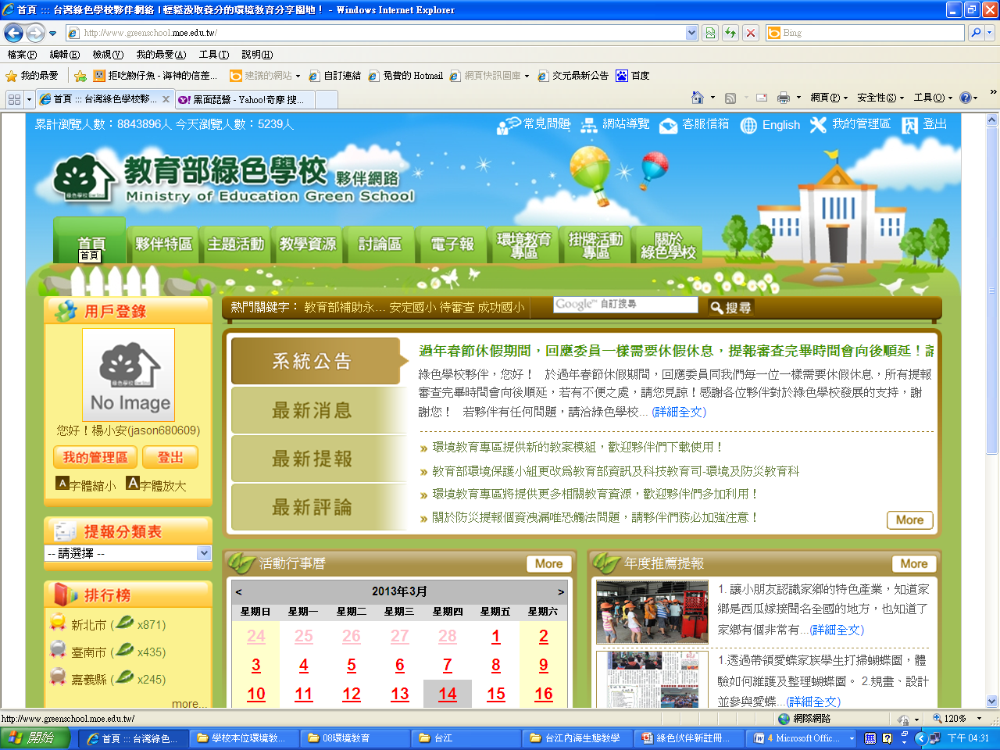 首頁 ::: 台灣綠色學校夥伴網絡 | 輕鬆汲取養分的環境教育分享園地！ - Windows Internet Explorer
http://www.greenschool.moe.edu.tw/
Bing
檔案(F) 編輯(E) 檢視(V) 我的最愛(A) 工具(T) 說明(H)
我的最愛 拒吃魩仔魚 - 海神的信差... 建議的網站 自訂連結 免費的 Hotmail 網頁快訊圖庫 文元最新公告 百度
首頁 ::: 台灣綠色學校夥... 黑面琵鷺 - Yahoo!奇摩 搜... 網頁(P) 安全性(S) 工具(O)
累計瀏覽人數：8843896人 今天瀏覽人數：5239人 常見問題 網站導覽 客服信箱 English 我的管理區 登出
教育部綠色學校 夥伴網路
Ministry of Education Green School
首頁 夥伴特區 主題活動 教學資源 討論區 電子報 環境教育專區 掛牌活動專區 關於綠色學校
首頁
用戶登錄
熱門關鍵字： 教育部補助永... 安定國小 待審查 成功國小 Google™ 自訂搜尋 搜尋
No Image
您好！楊小安(jason680609)
我的管理區 登出
A字體縮小 A字體放大
系統公告
最新消息
最新提報
最新評論
過年春節休假期間，回應委員一樣需要休假休息，提報審查完畢時間會向後順延！
綠色學校夥伴，您好！ 於過年春節休假期間，回應委員同我們每一位一樣需要休假休息，所有提報
審查完畢時間會向後順延，若有不便之處，請您見諒！感謝各位夥伴對於綠色學校發展的支持，謝
謝您！ 若夥伴有任何問題，請洽綠色學校... (詳細全文)
» 環境教育專區提供新的教案模組，歡迎夥伴們下載使用！
» 教育部環境保護小組更改為教育部資訊及科技教育司-環境及防災教育科
» 環境教育專區將提供更多相關教育資源，歡迎夥伴們多加利用！
» 關於防災提報個資洩漏唯恐觸法問題，請夥伴們務必加強注意！
More
提報分類表
-- 請選擇 --
排行榜
新北市 ( x871)
臺南市 ( x435)
嘉義縣 ( x245)
more...
活動行事曆 More
< 2013年3月 >
星期日 星期一 星期二 星期三 星期四 星期五 星期六
24 25 26 27 28 1 2
3 4 5 6 7 8 9
10 11 12 13 14 15 16
年度推薦提報 More
1. 讓小朋友認識家鄉的特色產業，知道家
鄉是西瓜嫁接聞名全國的地方，也知道了
家鄉有個非常有...(詳細全文)
1.透過帶領愛蝶家族學生打掃蝴蝶園，體
驗如何維護及整理蝴蝶園。 2.規畫、設計
並參與愛蝶...(詳細全文)
http://www.greenschool.moe.edu.tw/ 網際網路 120%
開始 首頁 ::: 台灣綠色... 學校本位環境教... 08環境教育 台江 台江內海生態教學 綠色伙伴新註冊... 4 Microsoft Offic... 下午 04:31